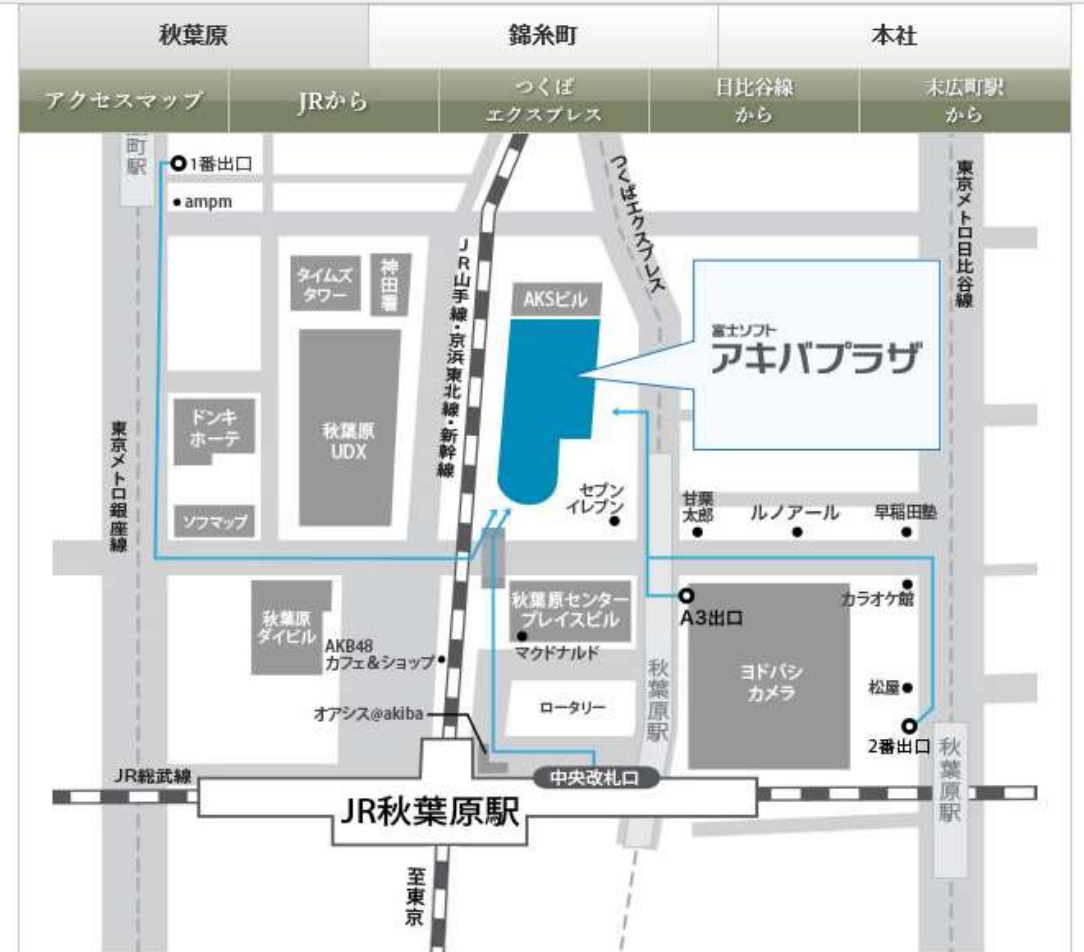 秋葉原
錦糸町
本社
アクセスマップ
JRから
つくば
エクスプレス
日比谷線
から
末広町駅
から
町駅
1番出口
ampm
つくばエクスプレス
東京メトロ日比谷線
JR山手線・京浜東北線・新幹線
タイムズ
タワー
神田署
AKSビル
富士ソフト
アキバプラザ
ドンキ
ホーテ
秋葉原
UDX
東京メトロ銀座線
ソフマップ
セブン
イレブン
甘栗
太郎
ルノアール
早稲田塾
秋葉原
ダイビル
秋葉原センター
プレイスビル
マクドナルド
A3出口
カラオケ館
AKB48
カフェ&ショップ
ヨドバシ
カメラ
秋葉原駅
松屋
ロータリー
オアシス@akiba
2番出口
秋葉原駅
JR総武線
中央改札口
JR秋葉原駅
至東京